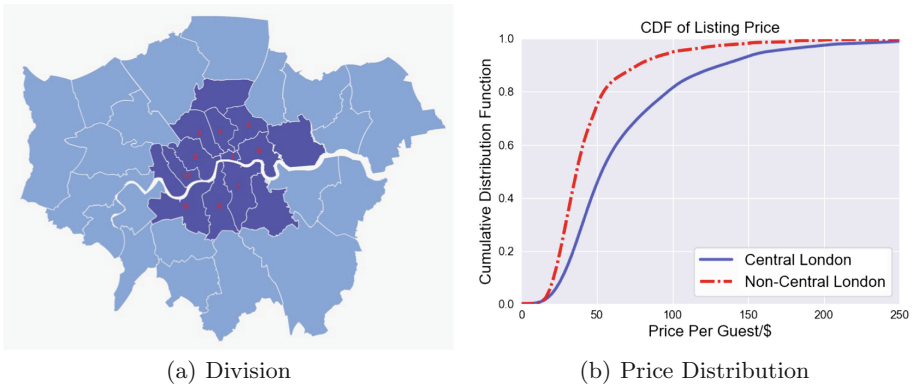 CDF of Listing Price
1.0
0.8
0.6
0.4
0.2
0.0
Cumulative Distribution Function
Central London
Non-Central London
0 50 100 150 200 250
Price Per Guest/$
(a) Division
(b) Price Distribution